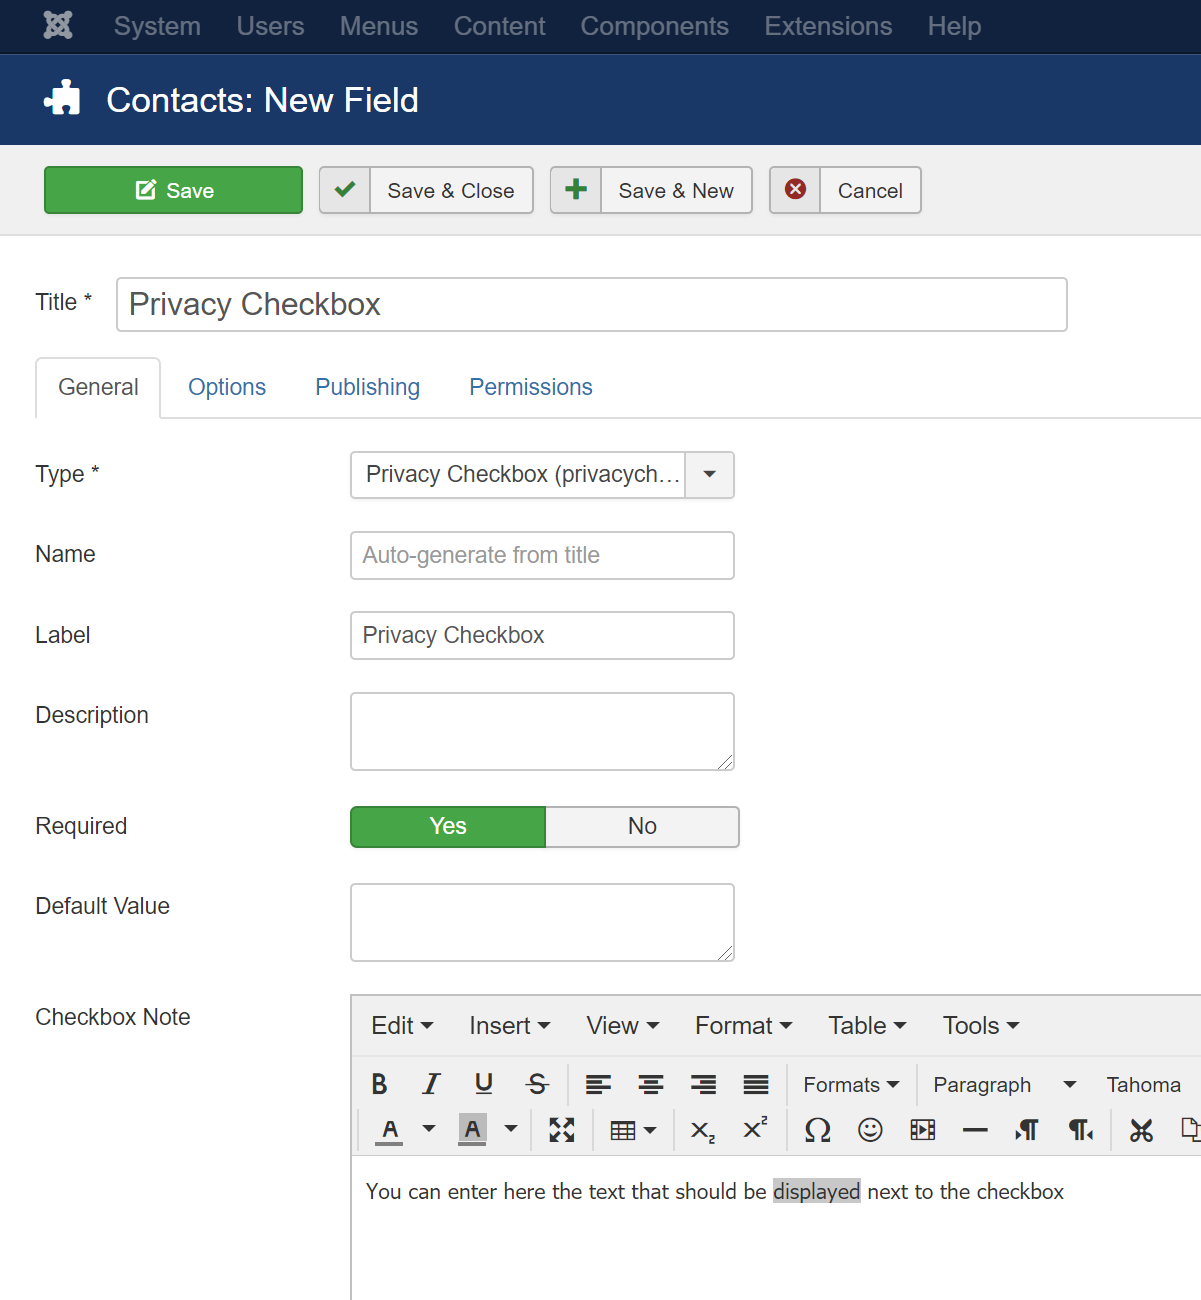 System Users Menus Content Components Extensions Help
Contacts: New Field
Save Save & Close Save & New Cancel
Title * Privacy Checkbox
General Options Publishing Permissions
Type * Privacy Checkbox (privacych...
Name Auto-generate from title
Label Privacy Checkbox
Description
Required Yes No
Default Value
Checkbox Note
Edit Insert View Format Table Tools
B I U S Formats Paragraph Tahoma
A A X₂ X² Ω
You can enter here the text that should be displayed next to the checkbox